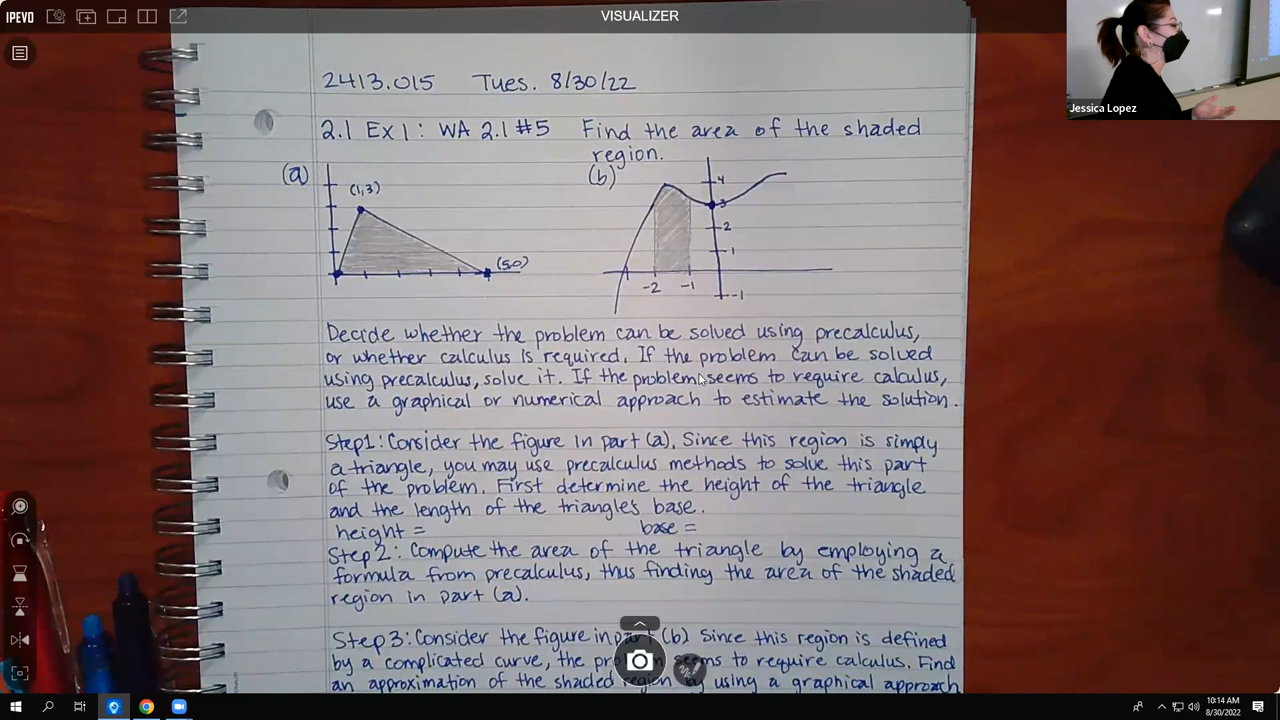 IPEVO
VISUALIZER
Jessica Lopez
2413.015 Tues. 8/30/22
2.1 Ex 1: WA 2.1 #5 Find the area of the shaded
region.
(a)
(1,3)
(5,0)
(b)
4
3
2
1
-2 -1
-1
Decide whether the problem can be solved using precalculus,
or whether calculus is required. If the problem can be solved
using precalculus, solve it. If the problem seems to require calculus,
use a graphical or numerical approach to estimate the solution.
Step1: Consider the figure in part (a). Since this region is simply
a triangle, you may use precalculus methods to solve this part
of the problem. First determine the height of the triangle
and the length of the triangle's base.
height = base =
Step 2: Compute the area of the triangle by employing a
formula from precalculus, thus finding the area of the shaded
region in part (a).
Step 3: Consider the figure in part (b) Since this region is defined
by a complicated curve, the problem seems to require calculus. Find
an approximation of the shaded region by using a graphical approach
10:14 AM
8/30/2022